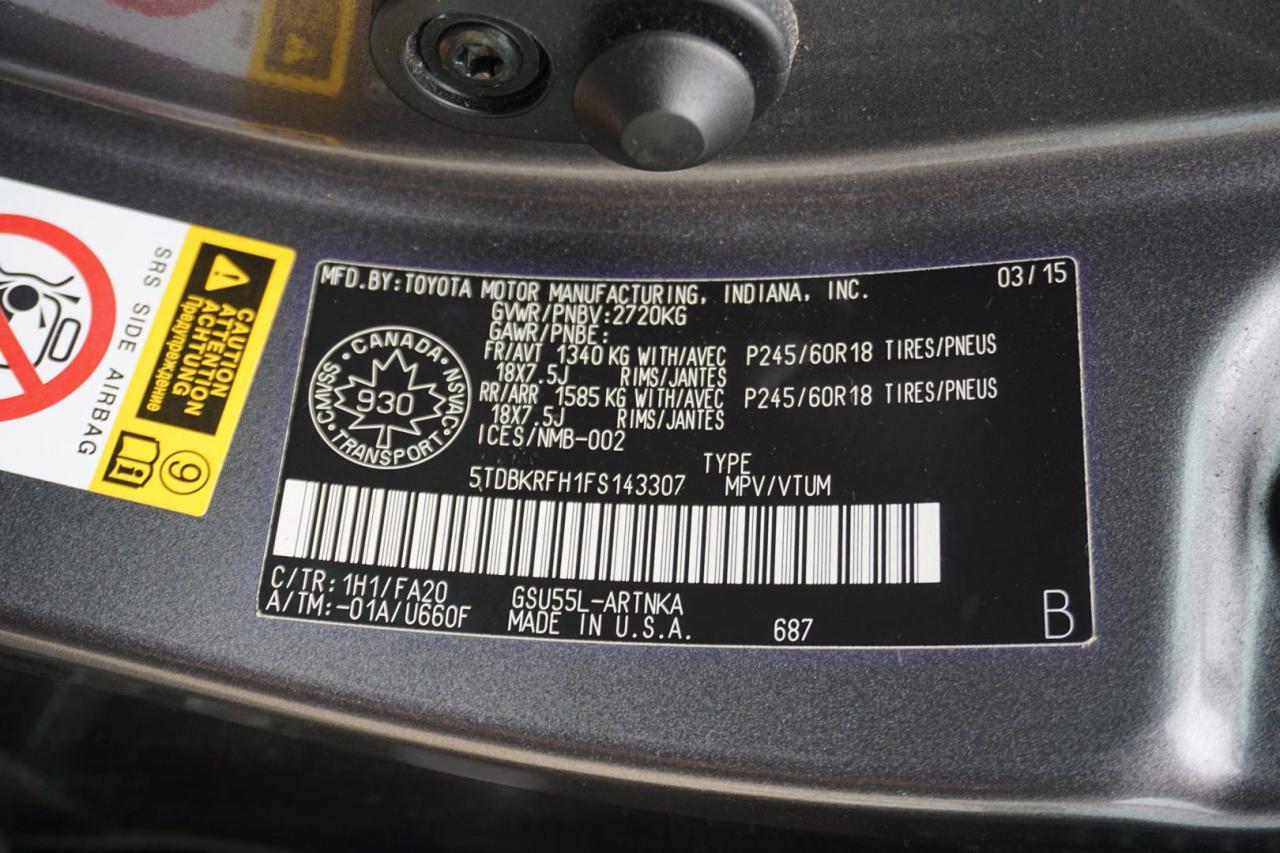 MFD.BY:TOYOTA MOTOR MANUFACTURING, INDIANA, INC. 03/15
GVWR/PNBV:2720KG
GAWR/PNBE:
FR/AVT 1340 KG WITH/AVEC P245/60R18 TIRES/PNEUS
18X7.5J RIMS/JANTES
RR/ARR 1585 KG WITH/AVEC P245/60R18 TIRES/PNEUS
18X7.5J RIMS/JANTES
ICES/NMB-002
CANADA
CMVSS
NSVAC
930
TRANSPORT
TYPE
5TDBKRFH1FS143307 MPV/VTUM
C/TR: 1H1/FA20 GSU55L-ARTNKA
A/TM:-01A/U660F MADE IN U.S.A. 687 B
SRS SIDE AIRBAG
CAUTION
ATTENTION
ACHTUNG
Предупреждение
9